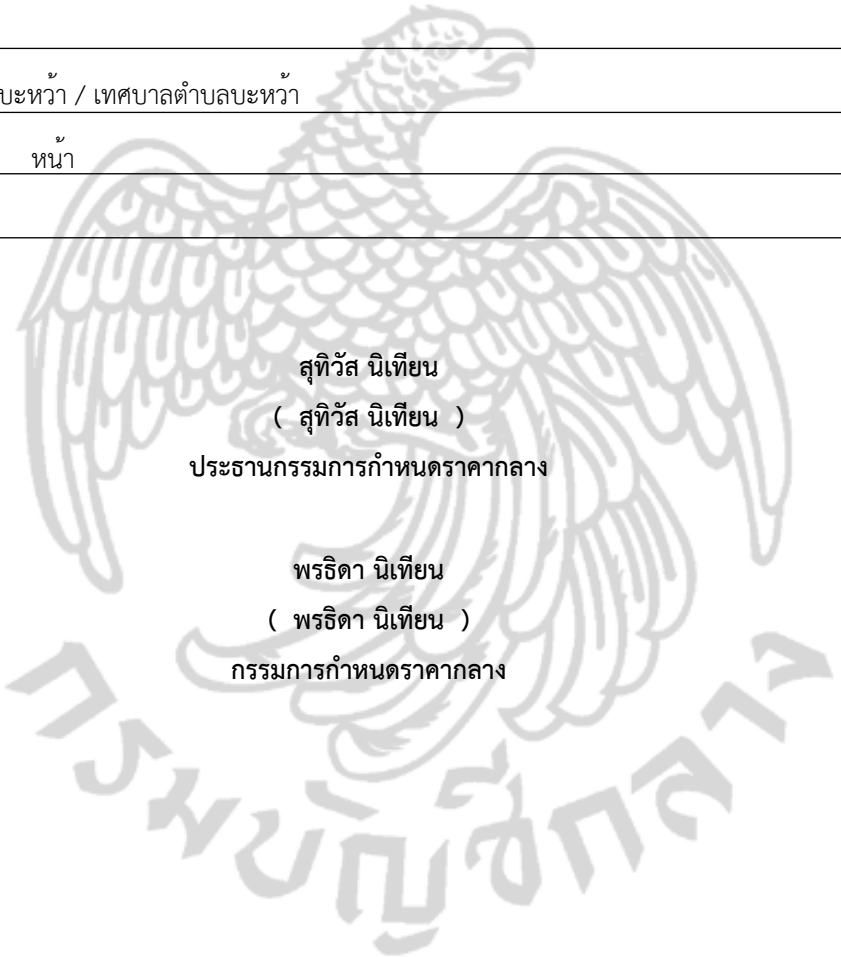 บะหว้า / เทศบาลตำบลบะหว้า
หน้า
สุทิวัส นิเทียน
( สุทิวัส นิเทียน )
ประธานกรรมการกำหนดราคากลาง
พรธิดา นิเทียน
( พรธิดา นิเทียน )
กรรมการกำหนดราคากลาง
กรมบัญชีกลาง